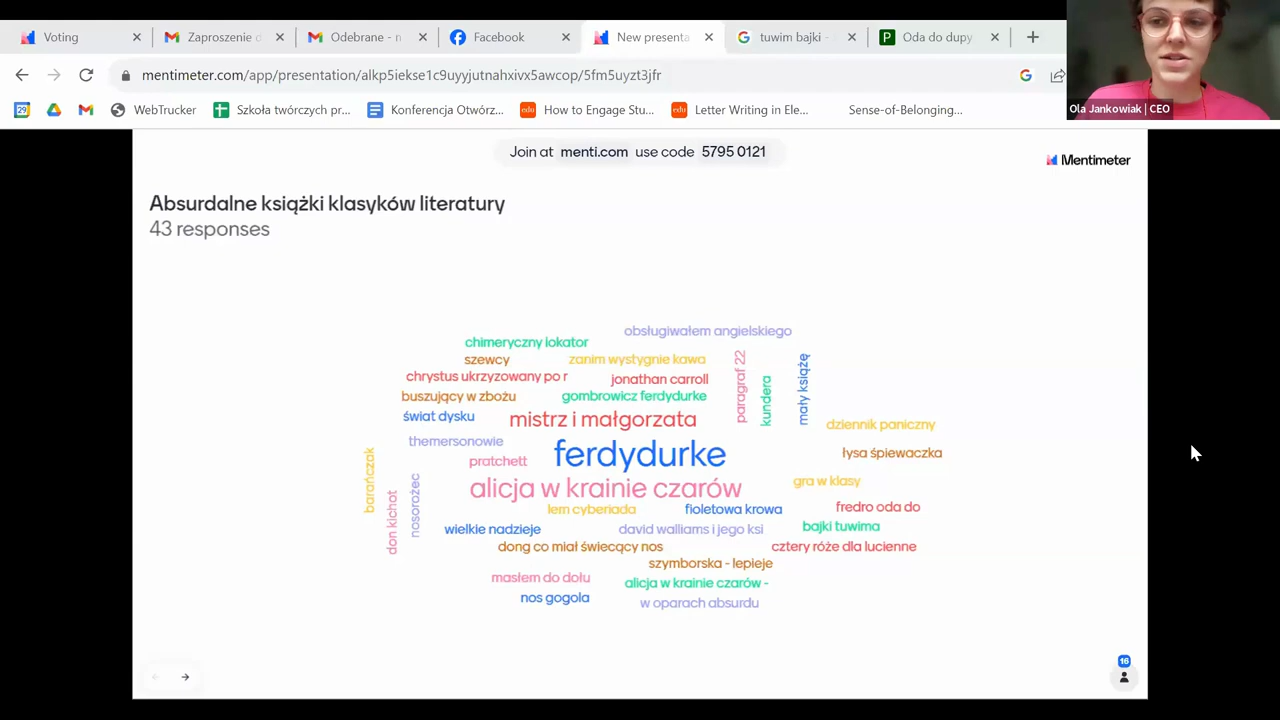 Voting
Zaproszenie d
Odebrane - n
Facebook
New presenta
tuwim bajki -
Oda do dupy
mentimeter.com/app/presentation/alkp5iekse1c9uyyjutnahxivx5awcop/5fm5uyzt3jfr
WebTrucker
Szkoła twórczych pr...
Konferencja Otwórz...
How to Engage Stu...
Letter Writing in Ele...
Sense-of-Belonging...
Ola Jankowiak | CEO
Join at menti.com use code 5795 0121
Mentimeter
Absurdalne książki klasyków literatury
43 responses
obsługiwałem angielskiego
chimeryczny lokator
szewcy
zanim wystygnie kawa
chrystus ukrzyzowany po r
jonathan carroll
paragraf 22
kundera
mały książę
buszujący w zbożu
gombrowicz ferdydurke
świat dysku
mistrz i małgorzata
dziennik paniczny
themersonowie
ferdydurke
łysa śpiewaczka
pratchett
barańczak
don kichot
nosorożec
alicja w krainie czarów
gra w klasy
lem cyberiada
fioletowa krowa
fredro oda do
wielkie nadzieje
david walliams i jego ksi
bajki tuwima
dong co miał świecący nos
cztery róże dla lucienne
szymborska - lepieje
masłem do dołu
alicja w krainie czarów -
nos gogola
w oparach absurdu
16